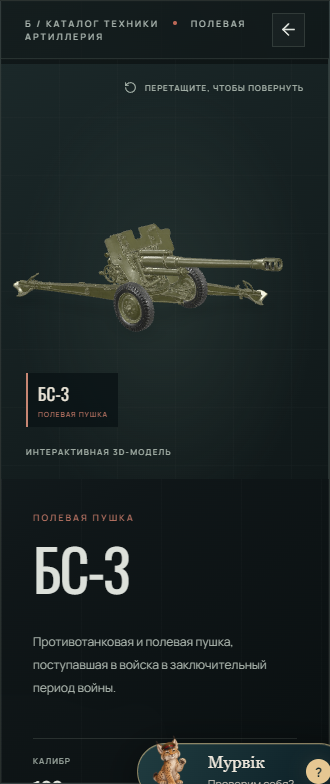 Б / КАТАЛОГ ТЕХНИКИ • ПОЛЕВАЯ
АРТИЛЛЕРИЯ
ПЕРЕТАЩИТЕ, ЧТОБЫ ПОВЕРНУТЬ
БС-3
ПОЛЕВАЯ ПУШКА
ИНТЕРАКТИВНАЯ 3D-МОДЕЛЬ
ПОЛЕВАЯ ПУШКА
БС-3
Противотанковая и полевая пушка,
поступавшая в войска в заключительный
период войны.
КАЛИБР
Мурвік
?